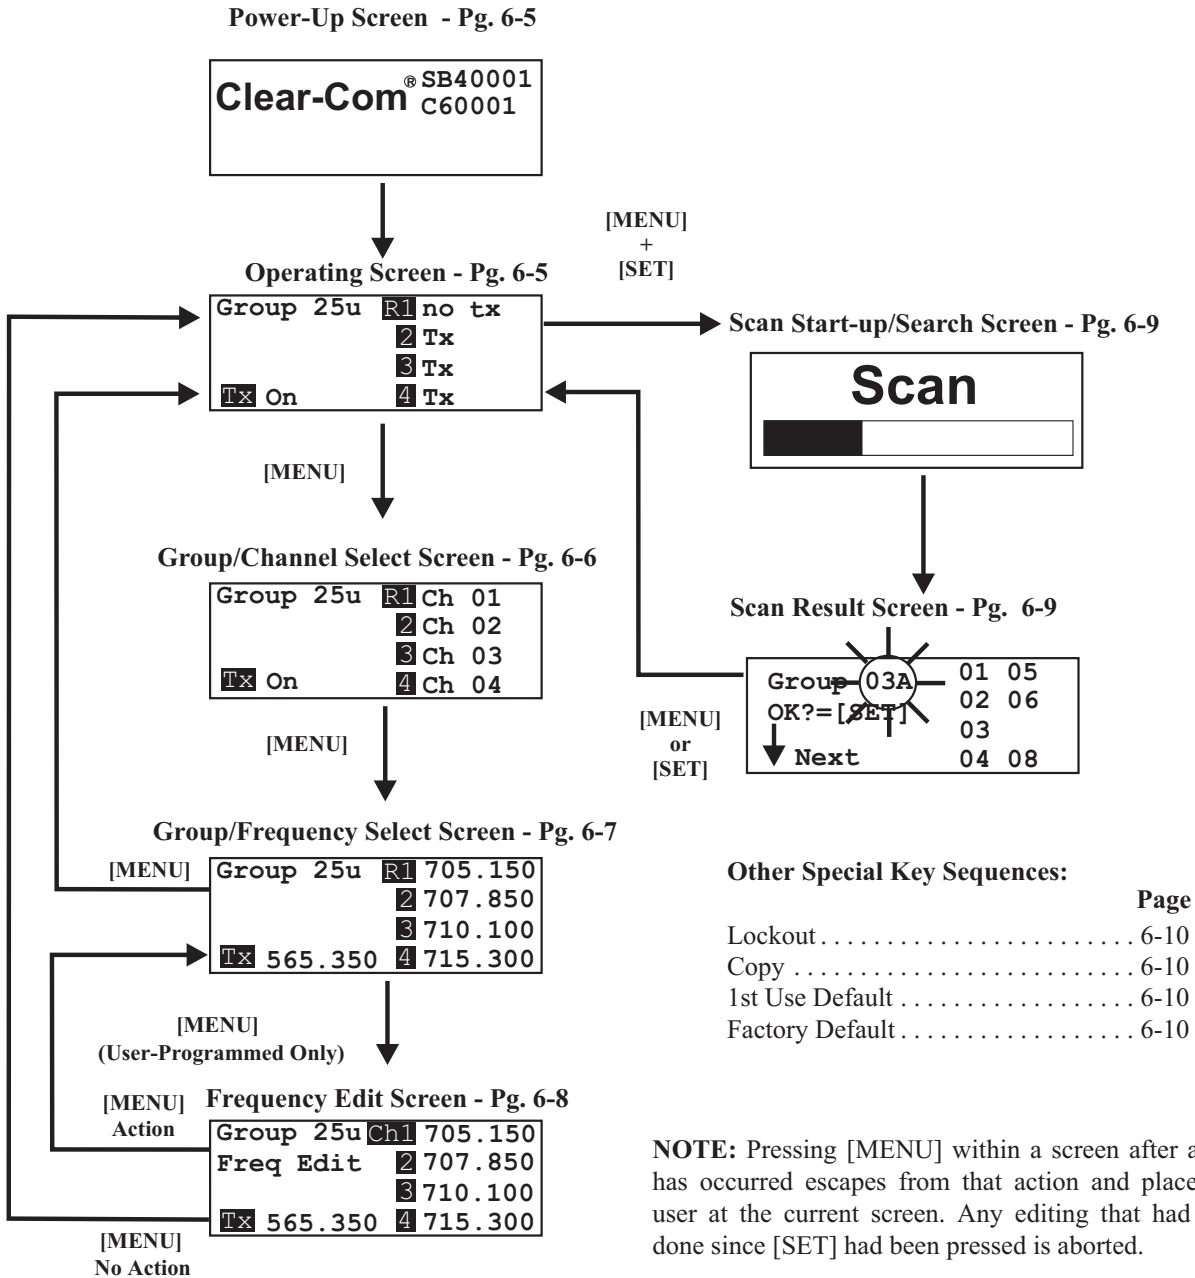 Power-Up Screen - Pg. 6-5
Clear-Com® SB40001
C60001
[MENU]
+
[SET]
Operating Screen - Pg. 6-5
Group 25u R1 no tx
2 Tx
3 Tx
Tx On 4 Tx
Scan Start-up/Search Screen - Pg. 6-9
Scan
[MENU]
Group/Channel Select Screen - Pg. 6-6
Group 25u R1 Ch 01
2 Ch 02
3 Ch 03
Tx On 4 Ch 04
Scan Result Screen - Pg. 6-9
Group 03A 01 05
OK?=[SET] 02 06
03
Next 04 08
[MENU]
or
[SET]
[MENU]
Group/Frequency Select Screen - Pg. 6-7
[MENU]
Group 25u R1 705.150
2 707.850
3 710.100
Tx 565.350 4 715.300
[MENU]
(User-Programmed Only)
Frequency Edit Screen - Pg. 6-8
[MENU]
Action
Group 25u Ch1 705.150
Freq Edit 2 707.850
3 710.100
Tx 565.350 4 715.300
[MENU]
No Action
Other Special Key Sequences:
Page
Lockout . . . . . . . . . . . . . . . . . . . . . . . . 6-10
Copy . . . . . . . . . . . . . . . . . . . . . . . . . . 6-10
1st Use Default . . . . . . . . . . . . . . . . . . 6-10
Factory Default . . . . . . . . . . . . . . . . . . 6-10
NOTE: Pressing [MENU] within a screen after a
has occurred escapes from that action and place
user at the current screen. Any editing that had
done since [SET] had been pressed is aborted.